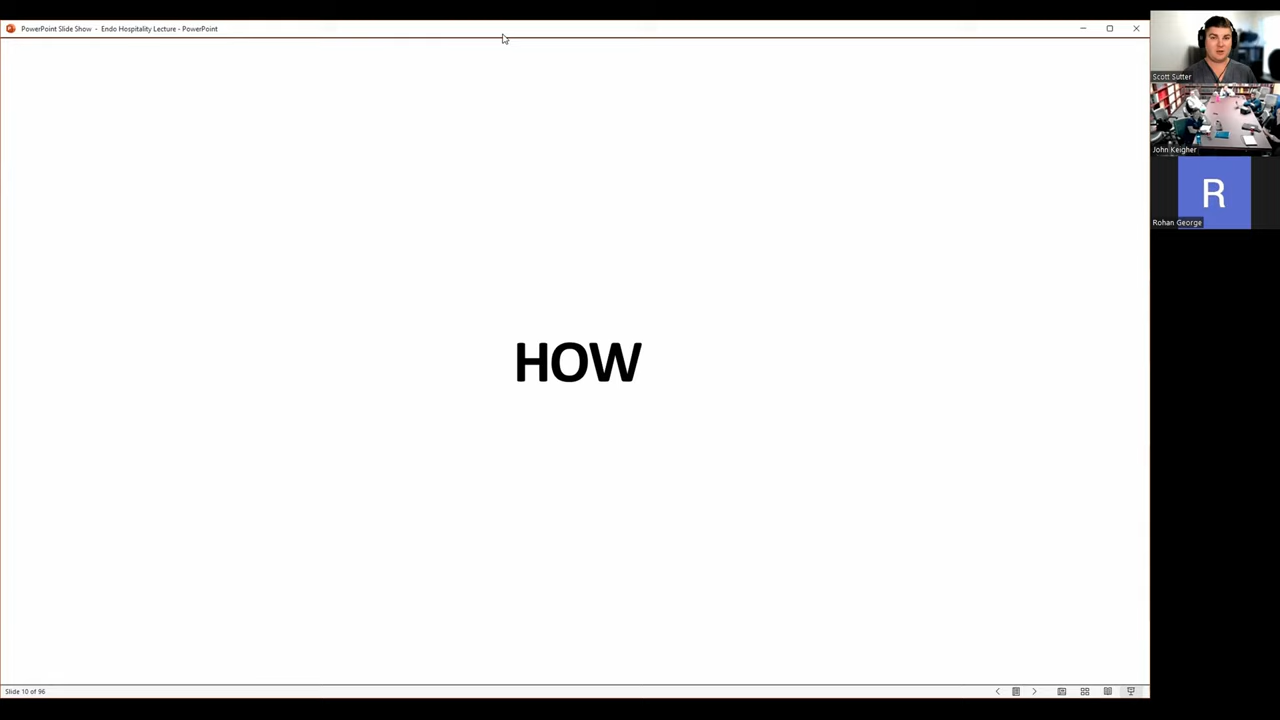 PowerPoint Slide Show - Endo Hospitality Lecture - PowerPoint
Scott Sutter
John Keigher
R
Rohan George
HOW
Slide 10 of 96